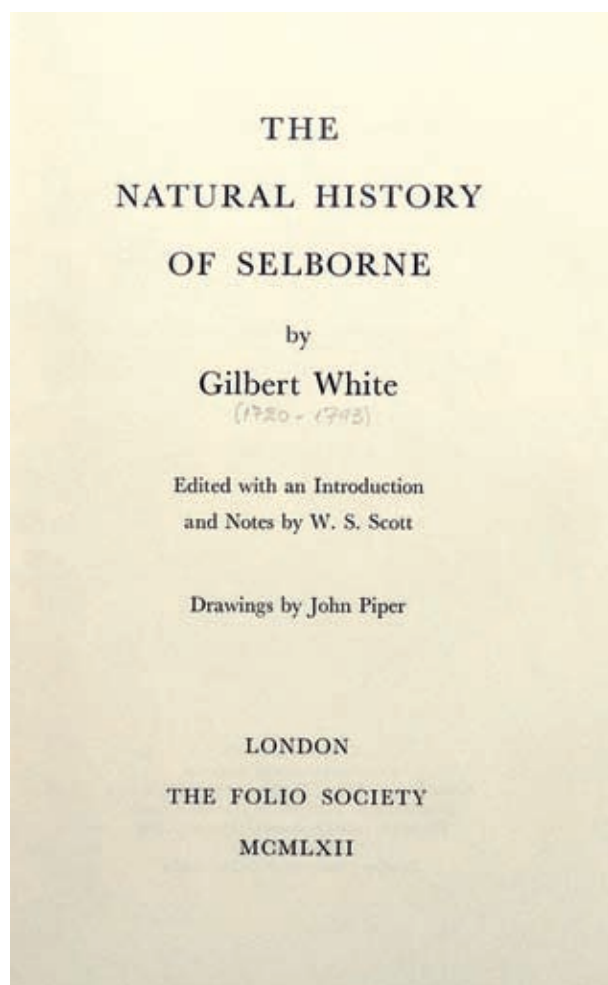 THE
NATURAL HISTORY
OF SELBORNE
by
Gilbert White
(1720 - 1793)
Edited with an Introduction
and Notes by W. S. Scott
Drawings by John Piper
LONDON
THE FOLIO SOCIETY
MCMLXII